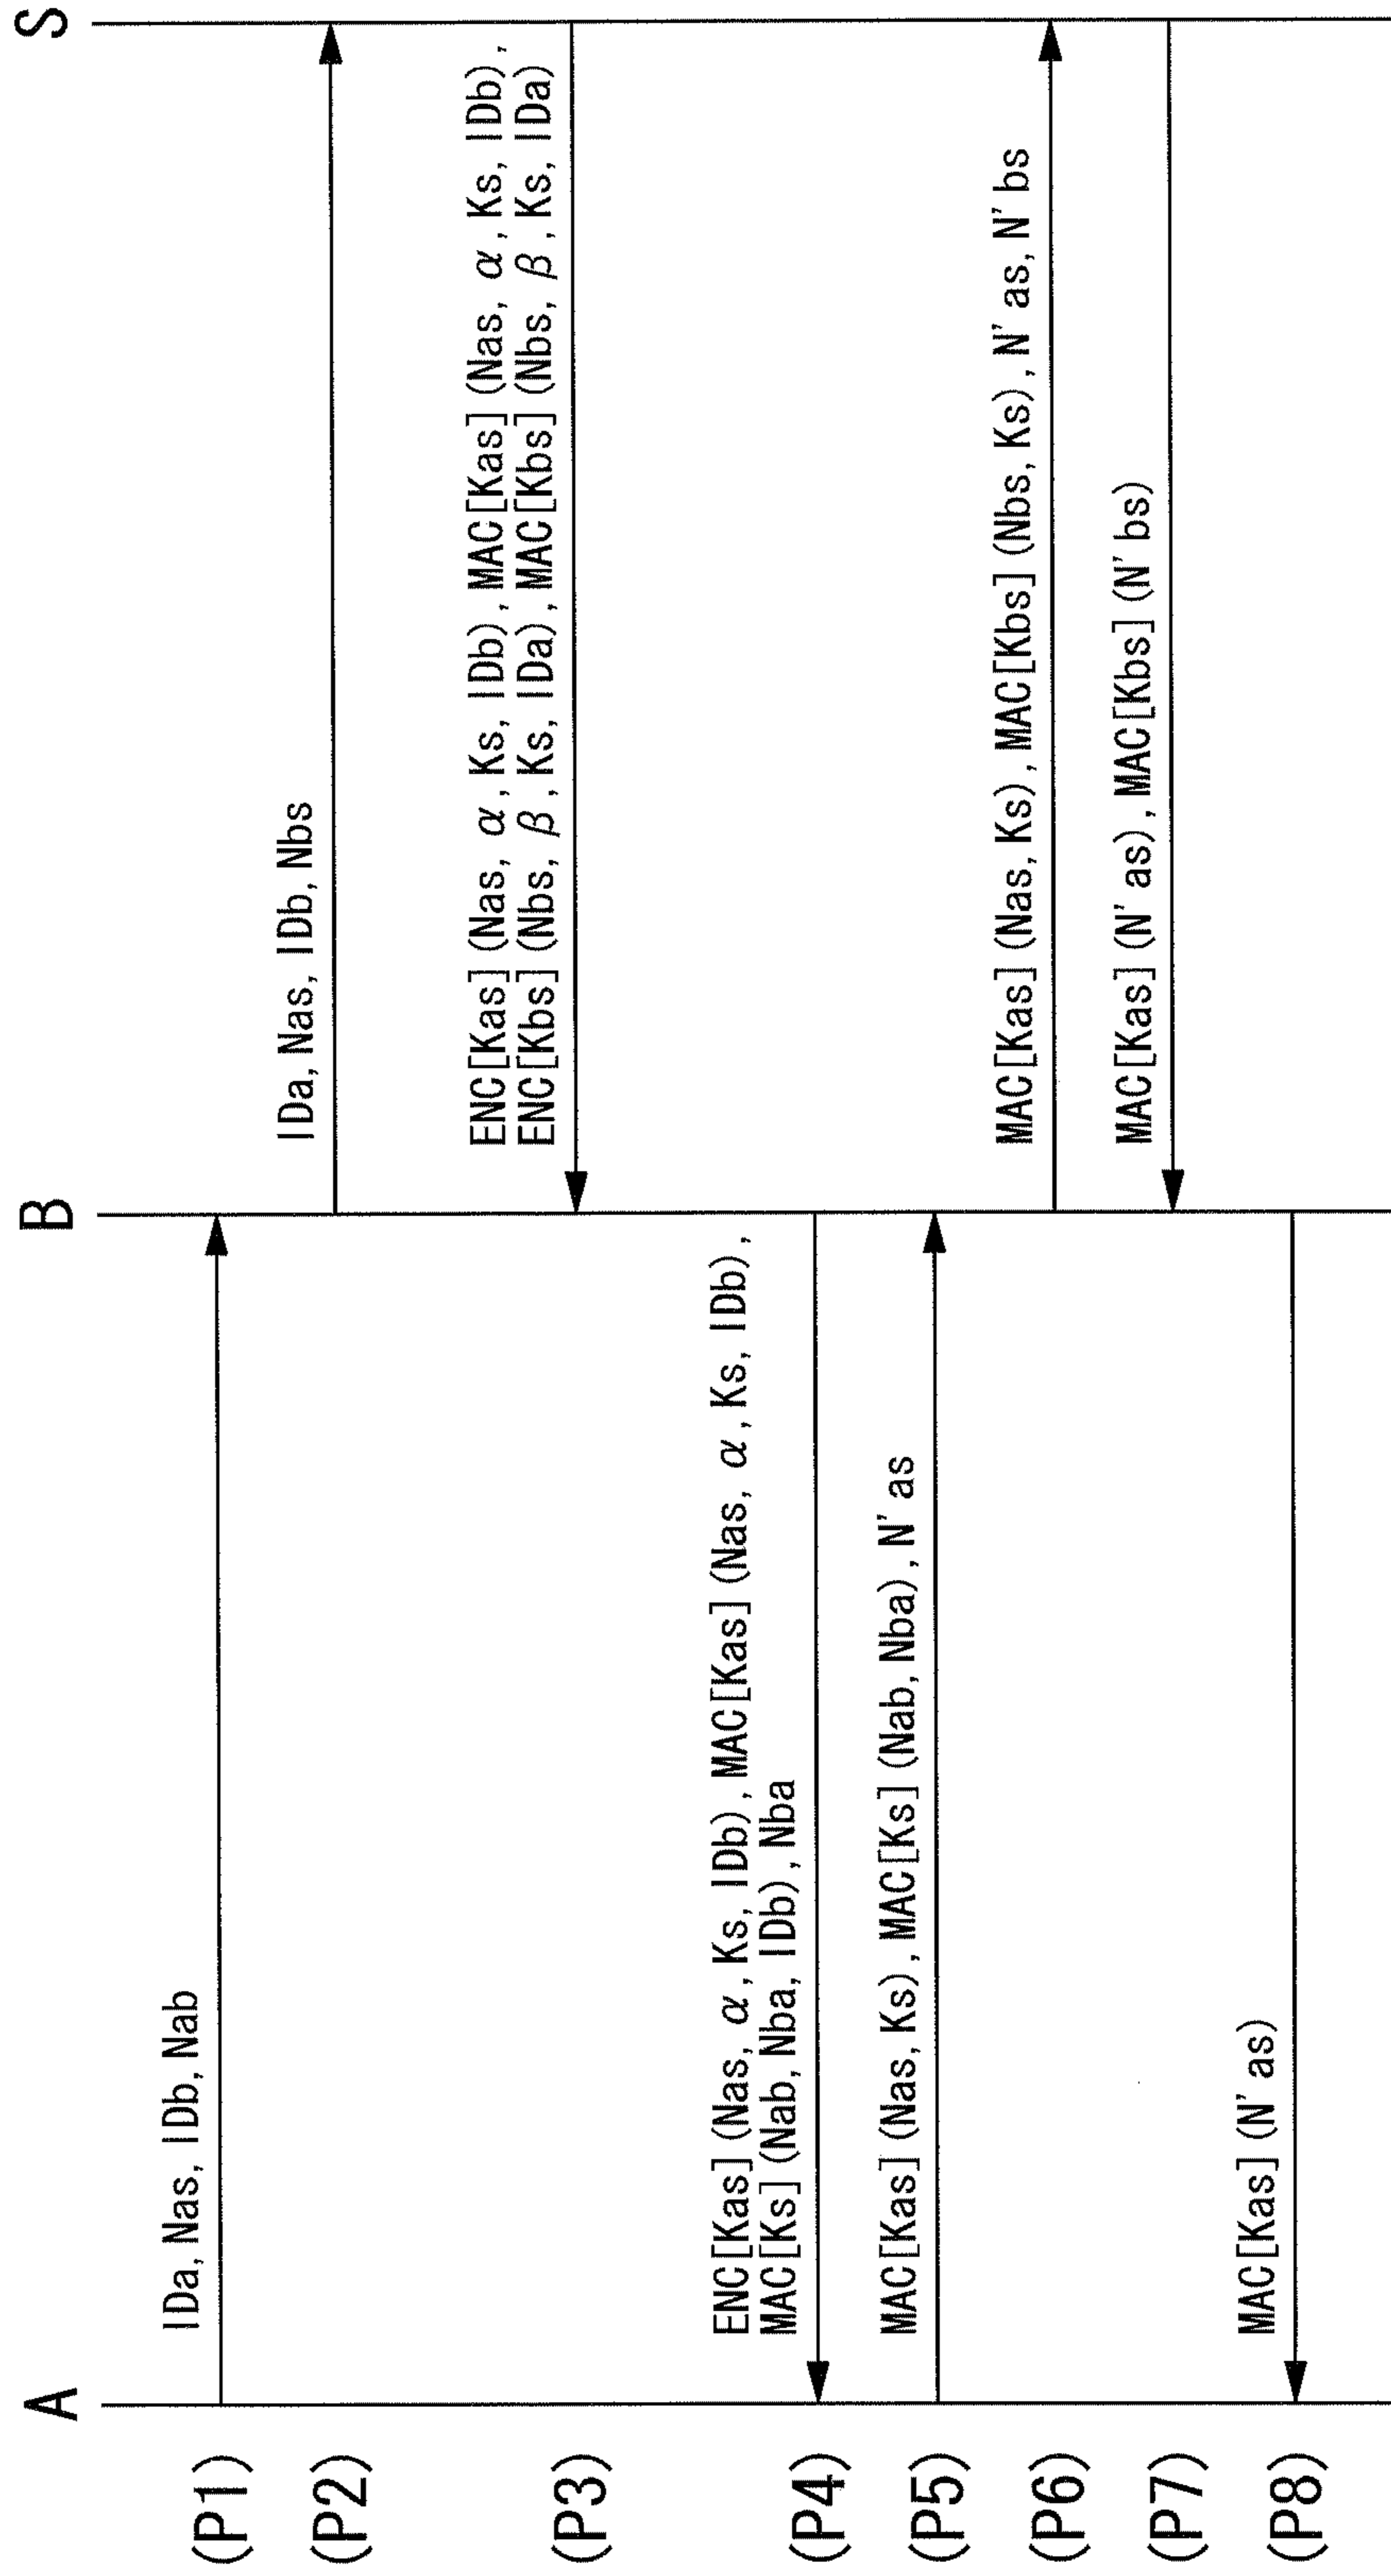 A B S
(P1) IDa, Nas, IDb, Nab
(P2) IDa, Nas, IDb, Nbs
(P3) ENC[Kas] (Nas, α, Ks, IDb), MAC[Kas] (Nas, α, Ks, IDb),
ENC[Kbs] (Nbs, β, Ks, IDa), MAC[Kbs] (Nbs, β, Ks, IDa)
(P4) ENC[Kas] (Nas, α, Ks, IDb), MAC[Kas] (Nas, α, Ks, IDb),
MAC[Ks] (Nab, Nba, IDb), Nba
(P5) MAC[Kas] (Nas, Ks), MAC[Ks] (Nab, Nba), N'as
(P6) MAC[Kas] (Nas, Ks), MAC[Kbs] (Nbs, Ks), N'as, N'bs
(P7) MAC[Kas] (N'as), MAC[Kbs] (N'bs)
(P8) MAC[Kas] (N'as)